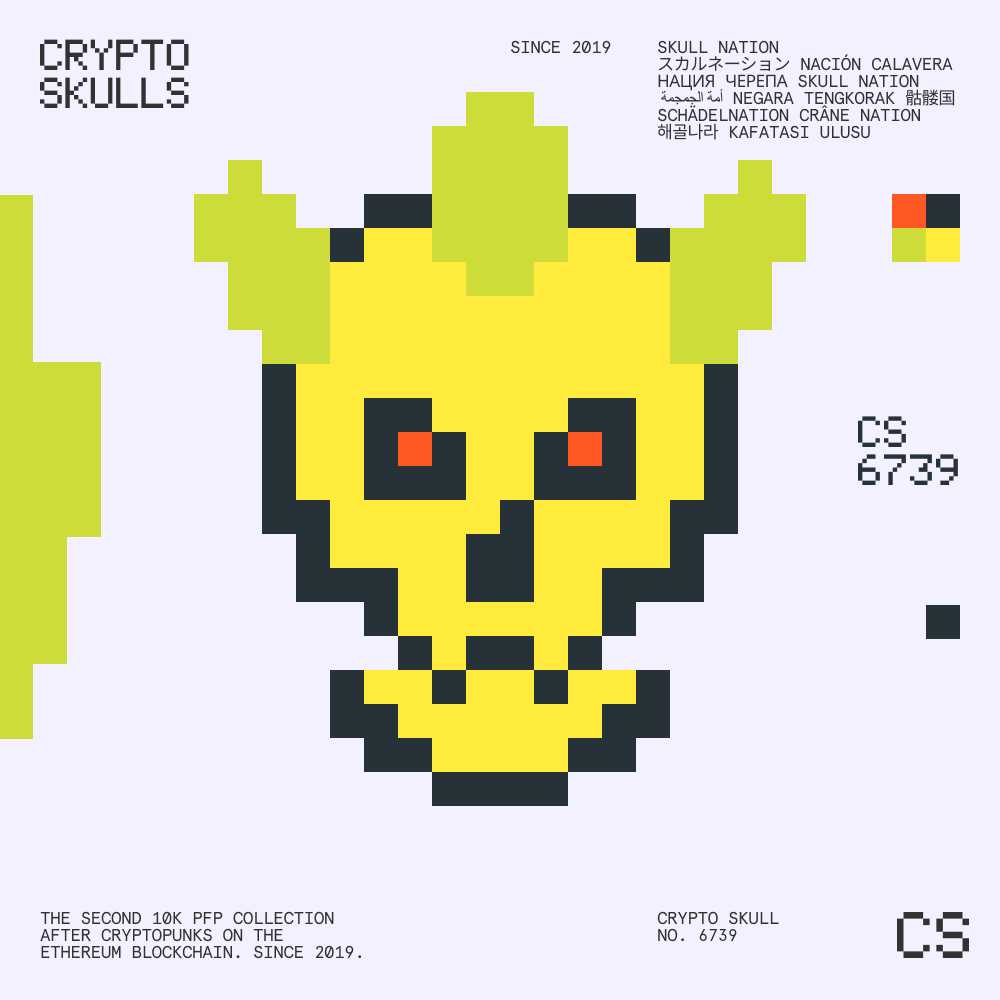 CRYPTO
SKULLS
SINCE 2019
SKULL NATION
スカルネーション NACIÓN CALAVERA
НАЦИЯ ЧЕРЕПА SKULL NATION
أمة الجمجمة NEGARA TENGKORAK 骷髅国
SCHÄDELNATION CRÂNE NATION
해골나라 KAFATASI ULUSU
CS
6739
THE SECOND 10K PFP COLLECTION
AFTER CRYPTOPUNKS ON THE
ETHEREUM BLOCKCHAIN. SINCE 2019.
CRYPTO SKULL
NO. 6739
CS